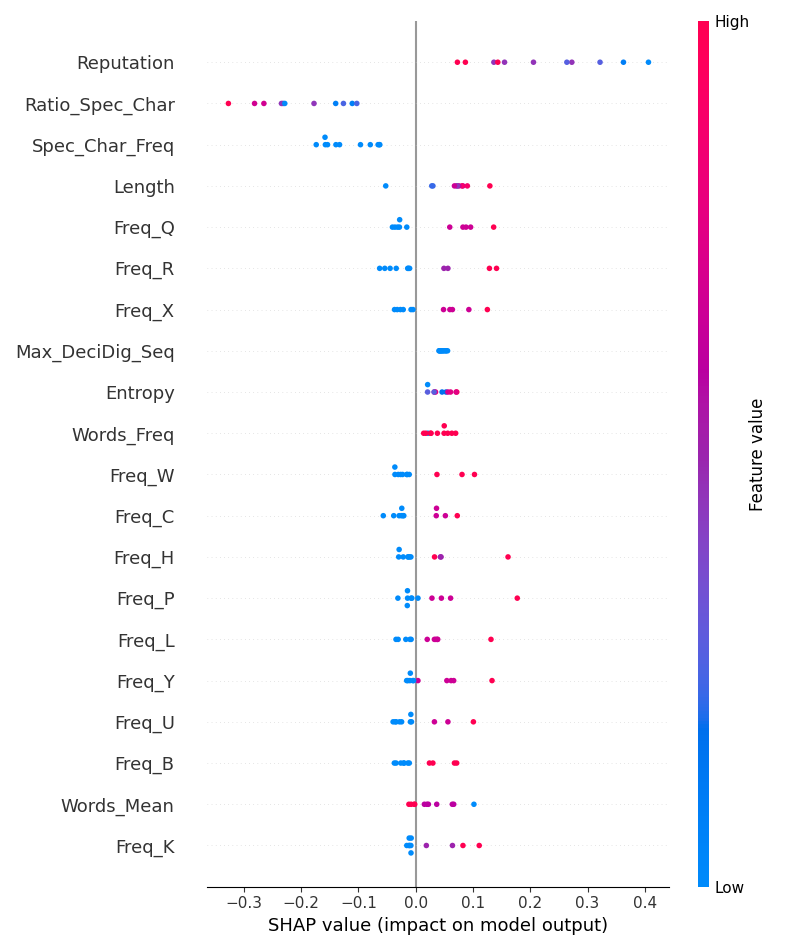 High
Reputation
Ratio_Spec_Char
Spec_Char_Freq
Length
Freq_Q
Freq_R
Freq_X
Max_DeciDig_Seq
Entropy
Words_Freq
Freq_W
Freq_C
Freq_H
Freq_P
Freq_L
Freq_Y
Freq_U
Freq_B
Words_Mean
Freq_K
Feature value
Low
−0.3 −0.2 −0.1 0.0 0.1 0.2 0.3 0.4
SHAP value (impact on model output)